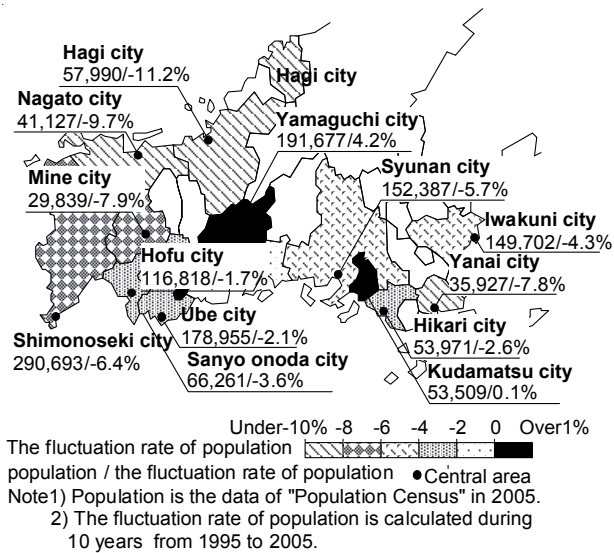 Hagi city
57,990/-11.2%
Hagi city
Nagato city
41,127/-9.7%
Yamaguchi city
191,677/4.2%
Syunan city
152,387/-5.7%
Mine city
29,839/-7.9%
Iwakuni city
149,702/-4.3%
Hofu city
116,818/-1.7%
Yanai city
35,927/-7.8%
Ube city
178,955/-2.1%
Hikari city
53,971/-2.6%
Shimonoseki city
290,693/-6.4%
Sanyo onoda city
66,261/-3.6%
Kudamatsu city
53,509/0.1%
Under-10% -8 -6 -4 -2 0 Over1%
The fluctuation rate of population
population / the fluctuation rate of population ●Central area
Note1) Population is the data of "Population Census" in 2005.
2) The fluctuation rate of population is calculated during
10 years from 1995 to 2005.